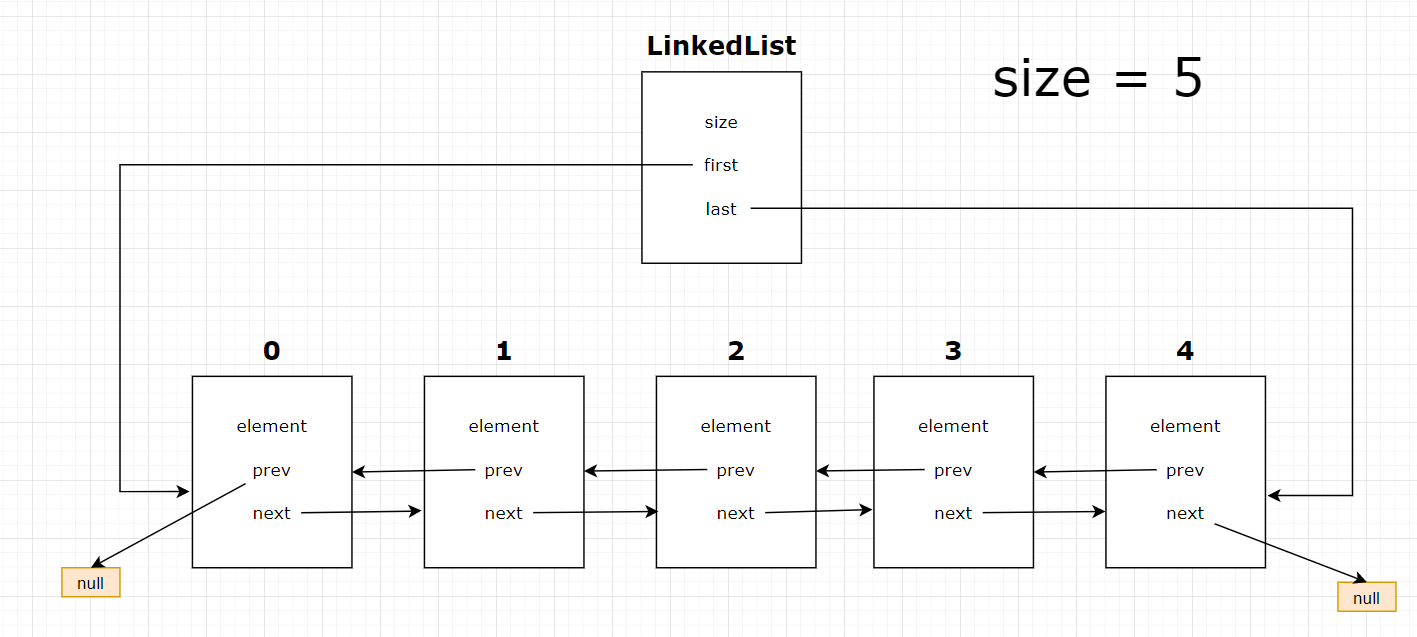 LinkedList
size = 5
size
first
last
0 1 2 3 4
element element element element element
prev prev prev prev prev
next next next next next
null
null